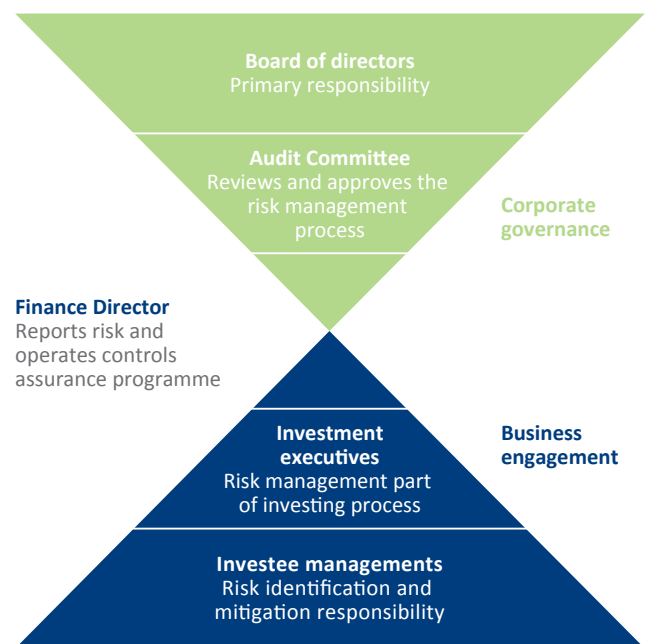 Board of directors
Primary responsibility
Audit Committee
Reviews and approves the
risk management
process
Corporate
governance
Finance Director
Reports risk and
operates controls
assurance programme
Investment
executives
Risk management part
of investing process
Business
engagement
Investee managements
Risk identification and
mitigation responsibility